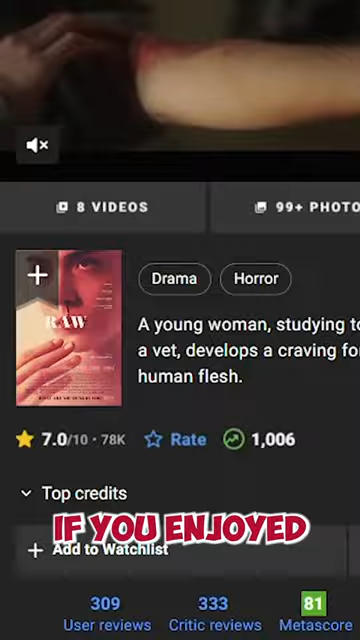 8 VIDEOS
99+ PHOTO
RAW
Drama
Horror
A young woman, studying to
a vet, develops a craving for
human flesh.
7.0/10 · 78K
Rate
1,006
Top credits
IF YOU ENJOYED
+ Add to Watchlist
309
333
81
User reviews
Critic reviews
Metascore